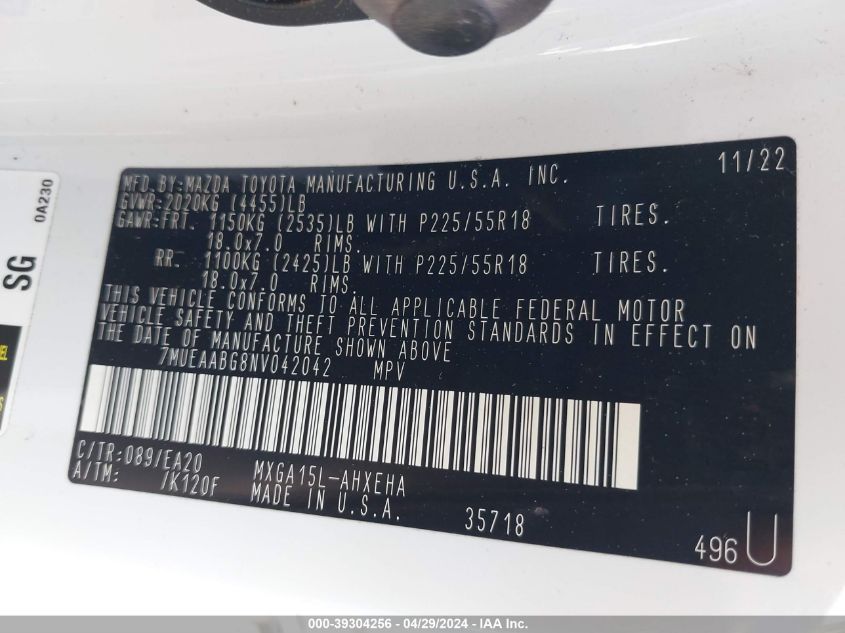 0A230
SG
MFD.BY:MAZDA TOYOTA MANUFACTURING U.S.A. INC. 11/22
GVWR:2020KG (4455)LB
GAWR:FRT. 1150KG (2535)LB WITH P225/55R18 TIRES.
18.0x7.0 RIMS.
RR. 1100KG (2425)LB WITH P225/55R18 TIRES.
18.0x7.0 RIMS.
THIS VEHICLE CONFORMS TO ALL APPLICABLE FEDERAL MOTOR
VEHICLE SAFETY AND THEFT PREVENTION STANDARDS IN EFFECT ON
THE DATE OF MANUFACTURE SHOWN ABOVE
7MUEAABG8NV042042 MPV
C/TR:089/EA20 MXGA15L-AHXEHA
A/TM: /K120F MADE IN U.S.A. 35718
496 U
000-39304256 - 04/29/2024 - IAA Inc.